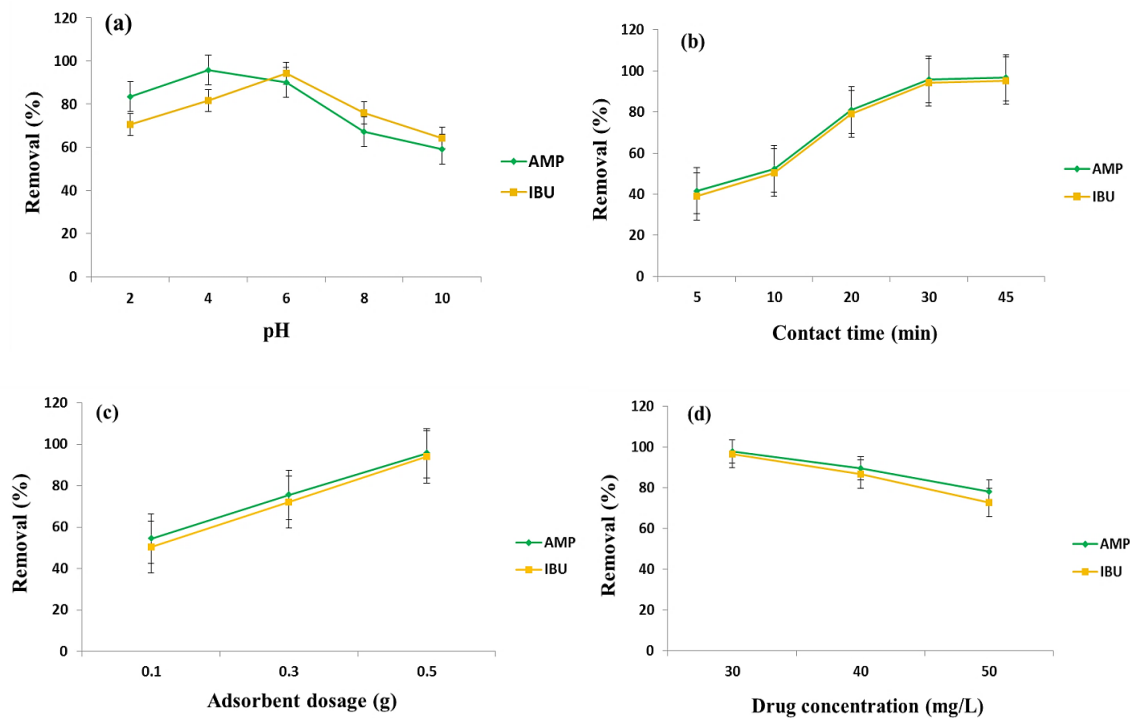 (a)
120
100
80
60
40
20
0
Removal (%)
2 4 6 8 10
pH
AMP
IBU
(b)
120
100
80
60
40
20
0
Removal (%)
5 10 20 30 45
Contact time (min)
AMP
IBU
(c)
120
100
80
60
40
20
0
Removal (%)
0.1 0.3 0.5
Adsorbent dosage (g)
AMP
IBU
(d)
120
100
80
60
40
20
0
Removal (%)
30 40 50
Drug concentration (mg/L)
AMP
IBU